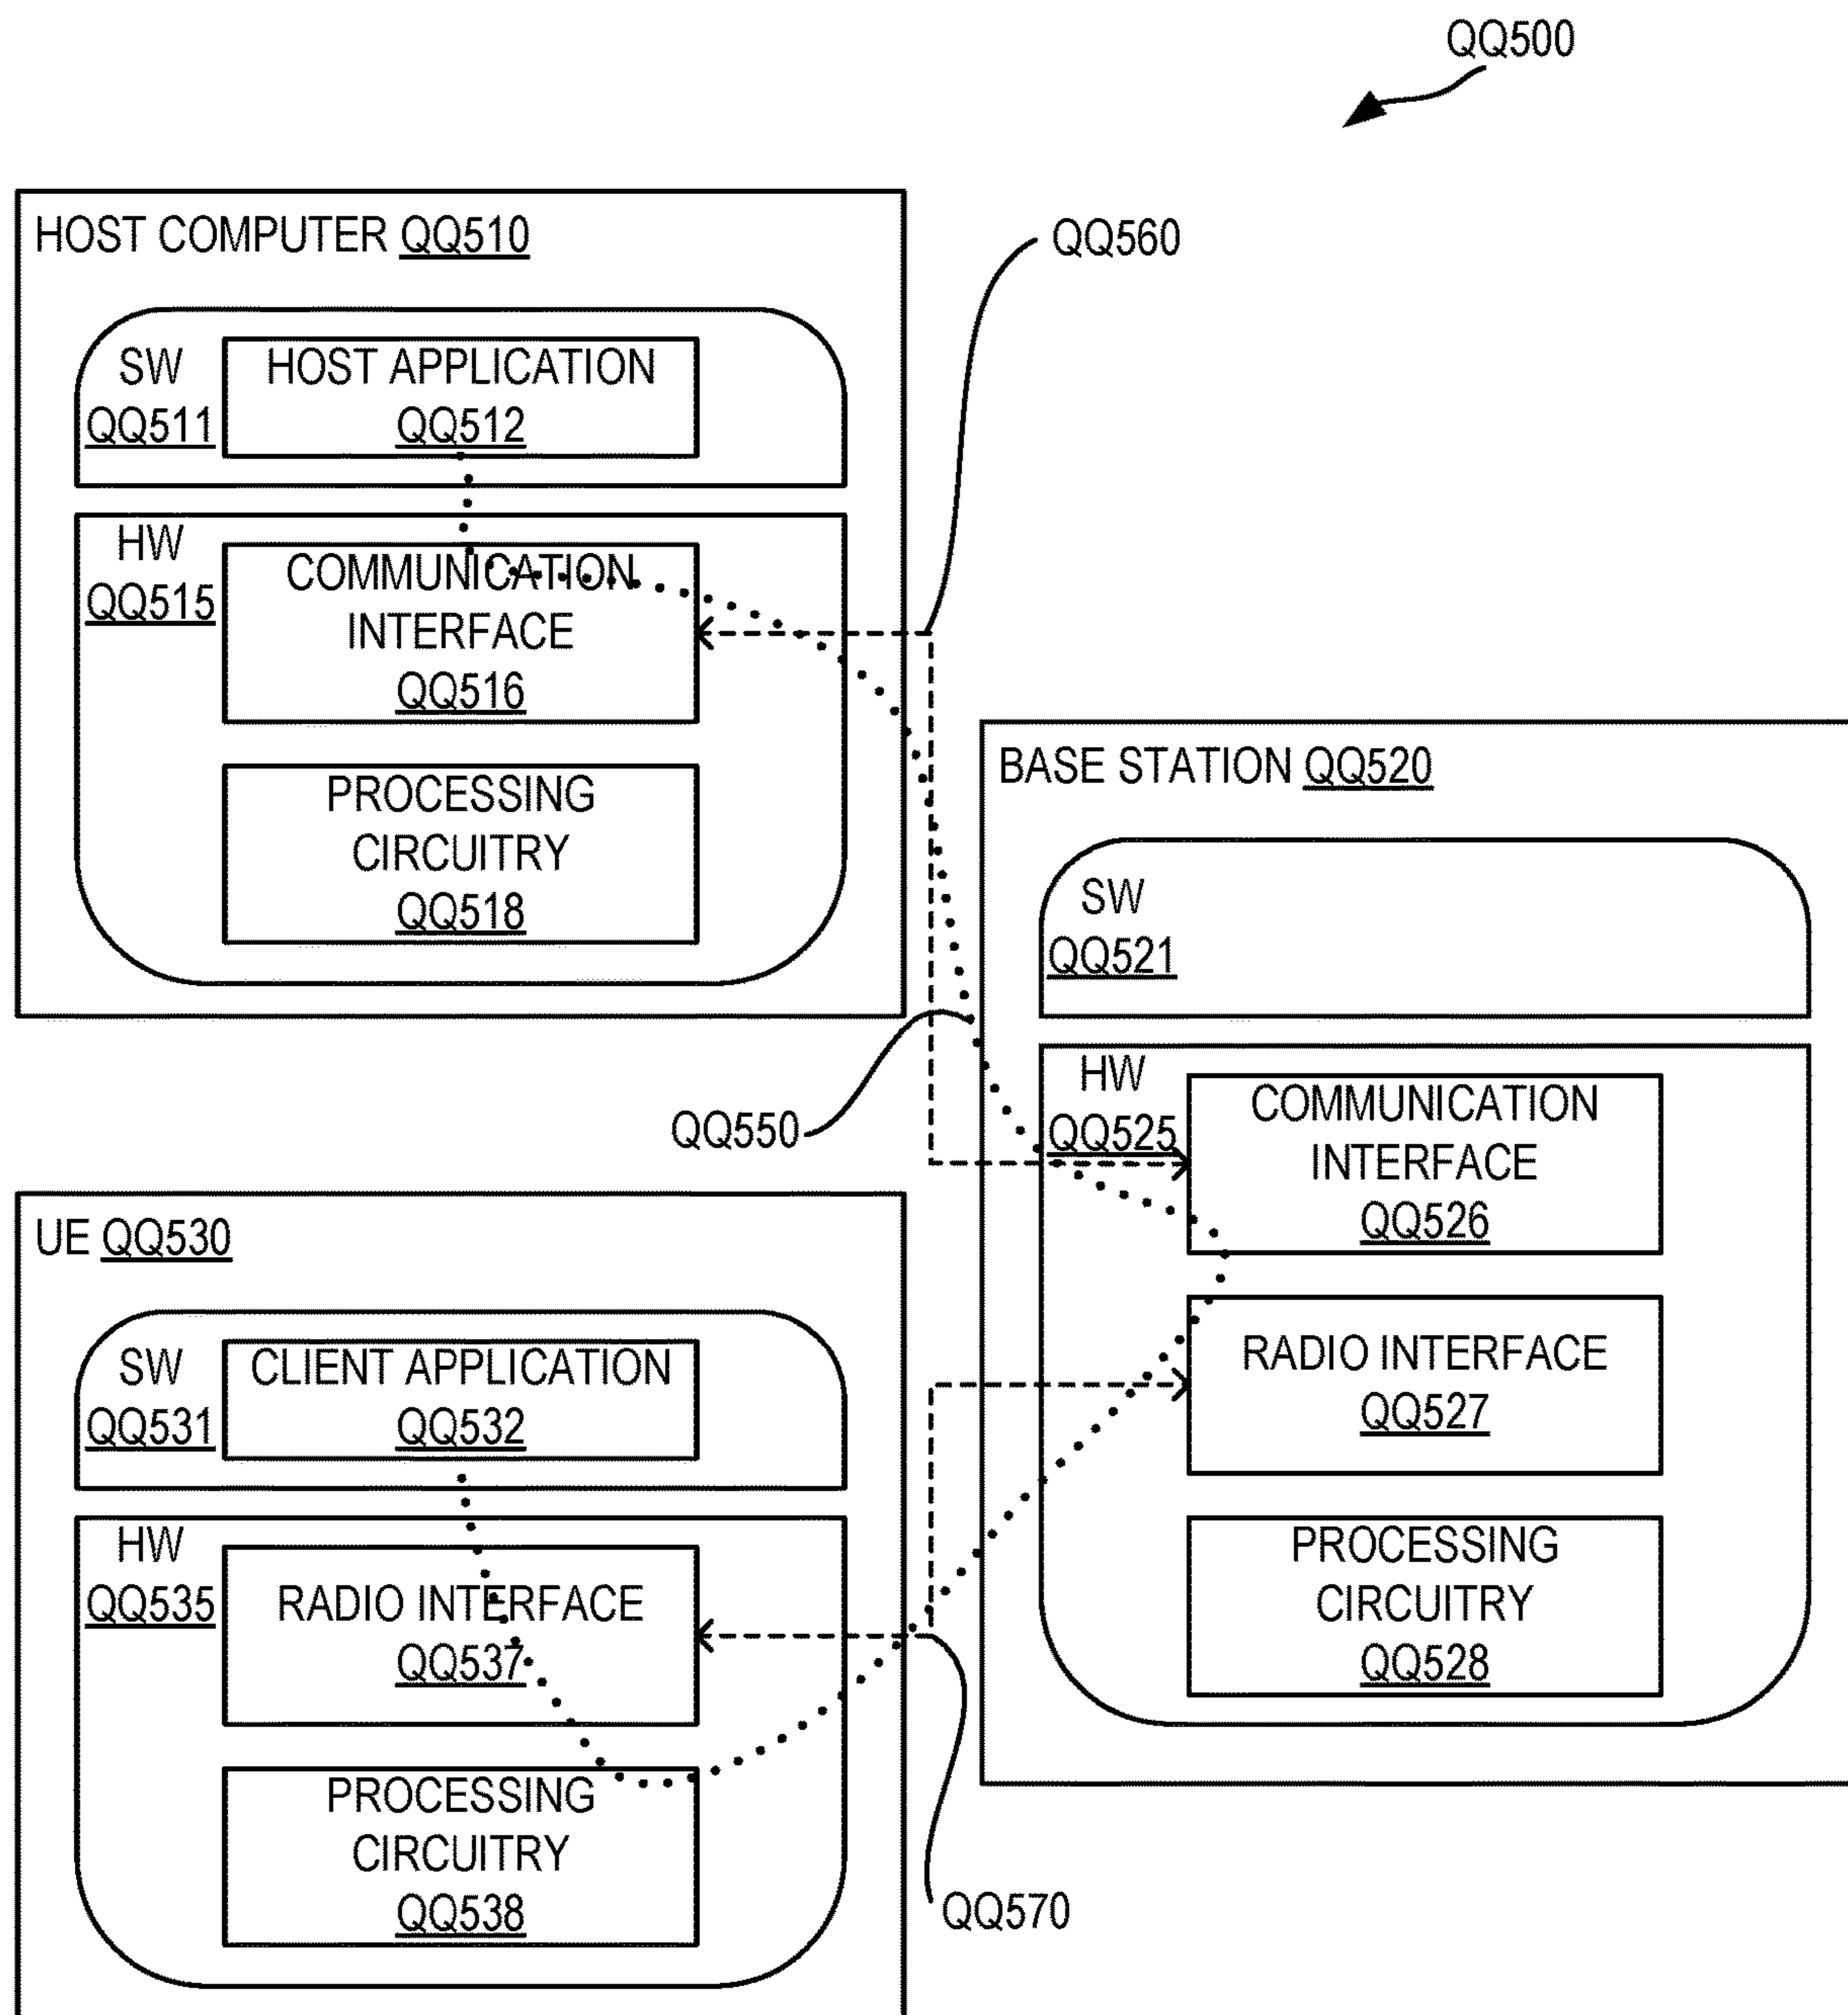 QQ500
HOST COMPUTER QQ510
SW
QQ511
HOST APPLICATION
QQ512
HW
QQ515
COMMUNICATION
INTERFACE
QQ516
PROCESSING
CIRCUITRY
QQ518
QQ560
BASE STATION QQ520
SW
QQ521
HW
QQ525
COMMUNICATION
INTERFACE
QQ526
RADIO INTERFACE
QQ527
PROCESSING
CIRCUITRY
QQ528
QQ550
UE QQ530
SW
QQ531
CLIENT APPLICATION
QQ532
HW
QQ535
RADIO INTERFACE
QQ537
PROCESSING
CIRCUITRY
QQ538
QQ570